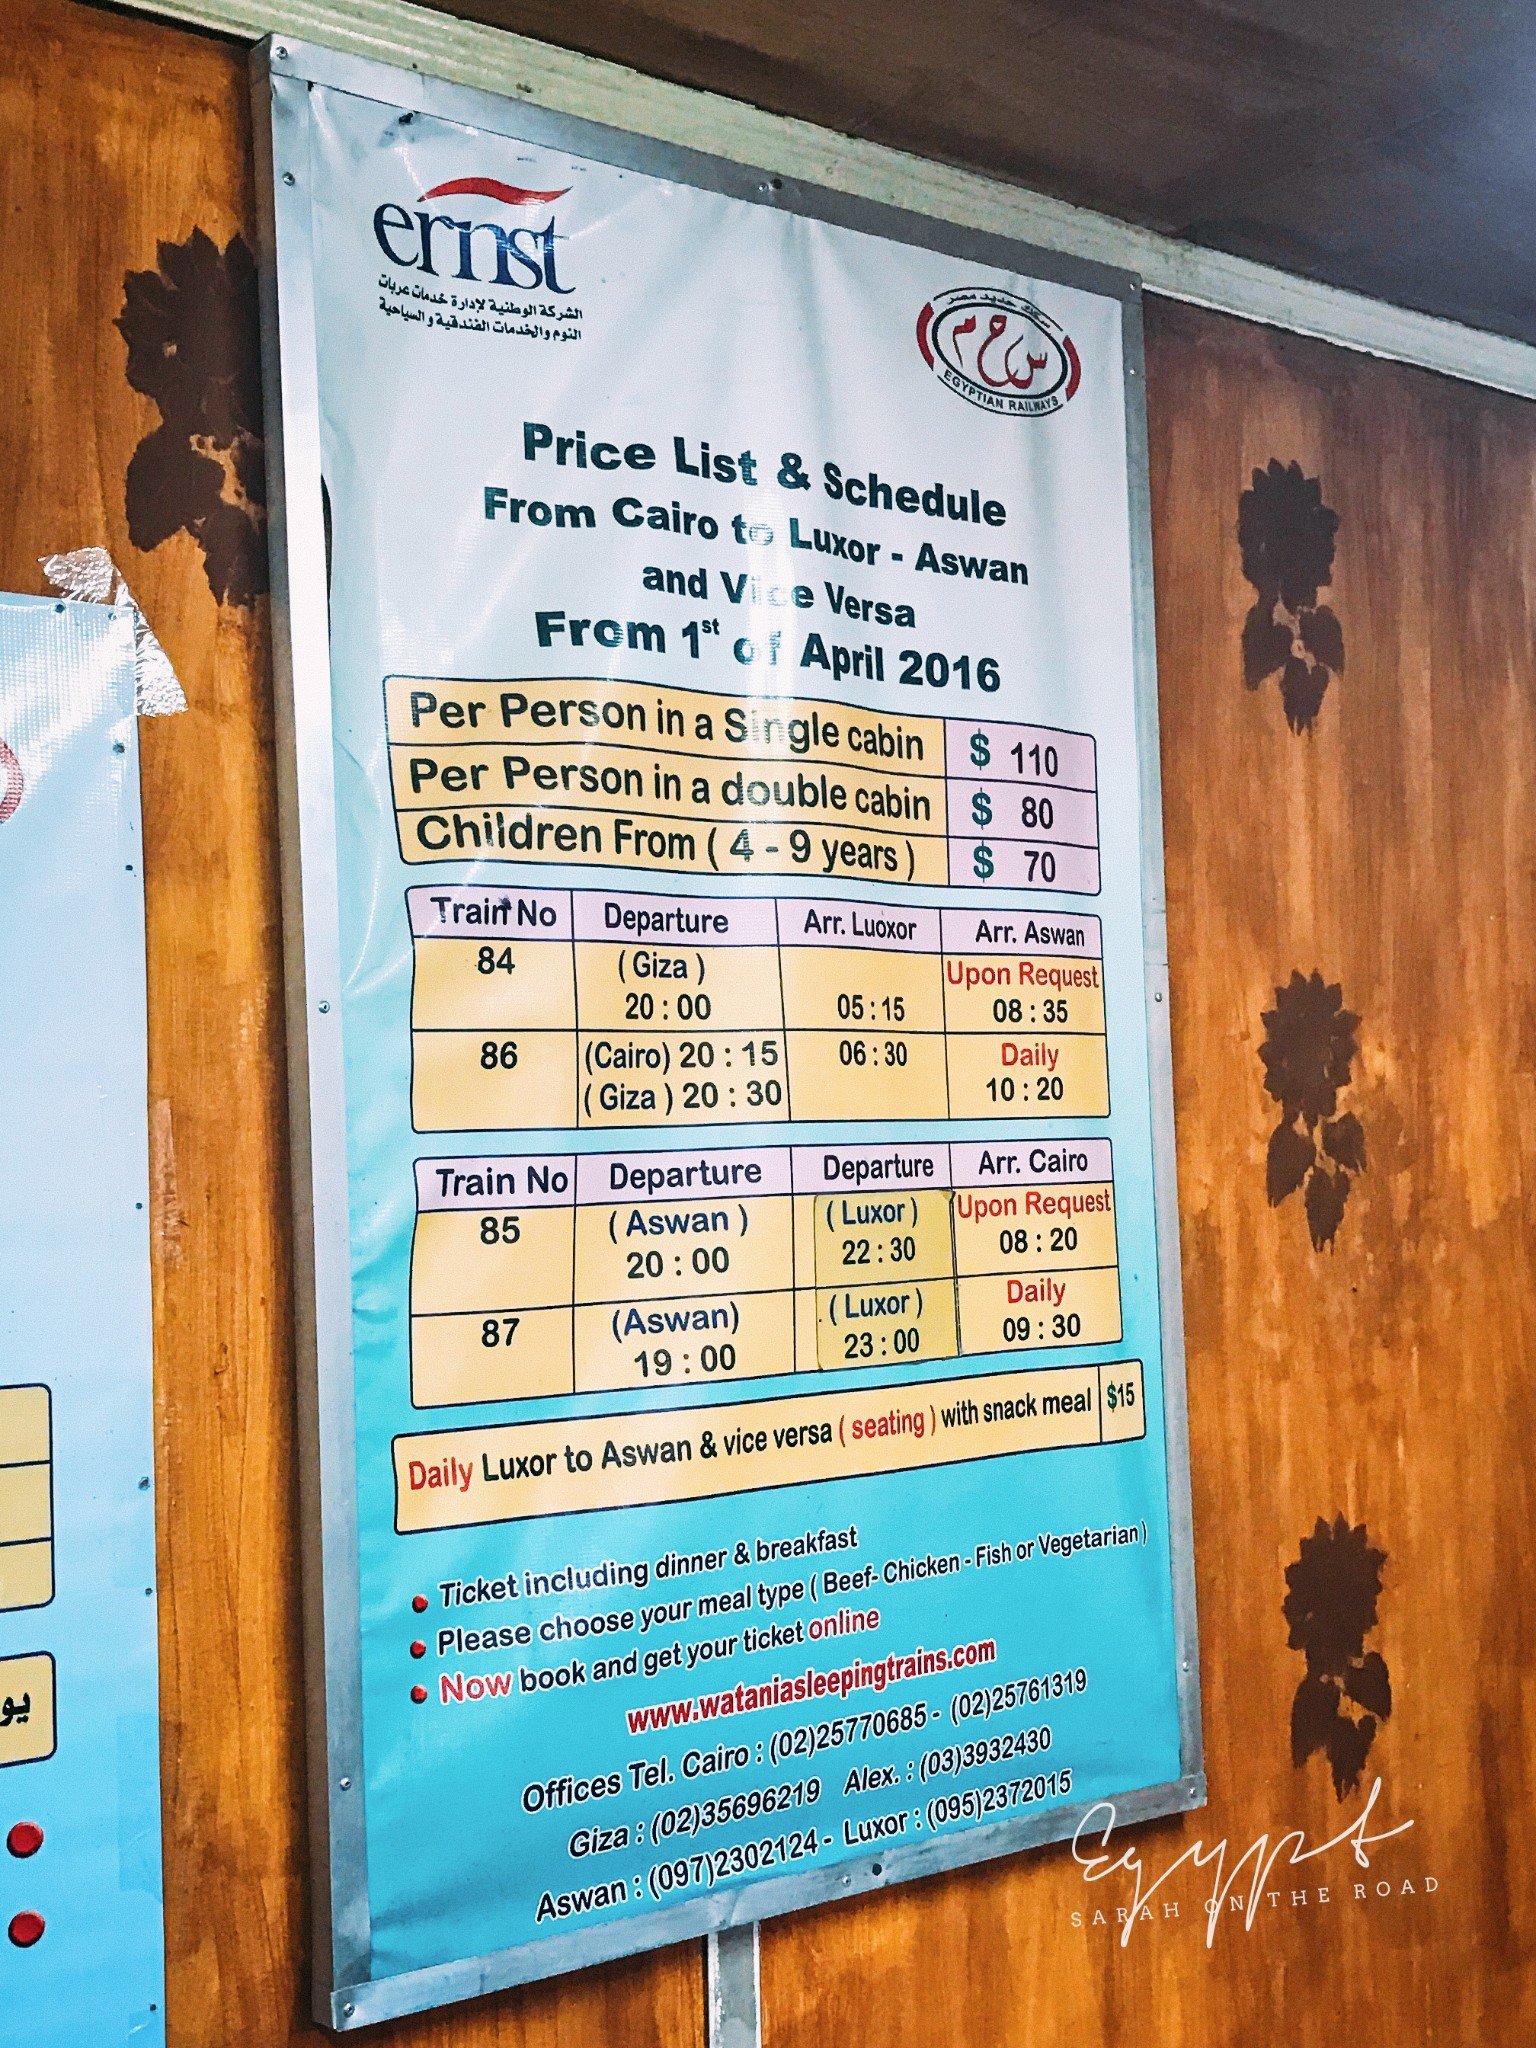 ernst
الشركة الوطنية لإدارة خدمات عربات
النوم والخدمات الفندقية والسياحية
سكك حديد مصر
س ح م
EGYPTIAN RAILWAYS
Price List & Schedule
From Cairo to Luxor - Aswan
and Vice Versa
From 1st of April 2016
Per Person in a Single cabin $ 110
Per Person in a double cabin $ 80
Children From ( 4 - 9 years ) $ 70
Train No Departure Arr. Luoxor Arr. Aswan
84 ( Giza ) Upon Request
20 : 00 05 : 15 08 : 35
86 (Cairo) 20 : 15 06 : 30 Daily
( Giza ) 20 : 30 10 : 20
Train No Departure Departure Arr. Cairo
85 ( Aswan ) ( Luxor ) Upon Request
20 : 00 22 : 30 08 : 20
87 (Aswan) ( Luxor ) Daily
19 : 00 23 : 00 09 : 30
Daily Luxor to Aswan & vice versa ( seating ) with snack meal $15
Ticket including dinner & breakfast
Please choose your meal type ( Beef- Chicken - Fish or Vegetarian )
Now book and get your ticket online
www.wataniasleepingtrains.com
Offices Tel. Cairo : (02)25770685 - (02)25761319
Giza : (02)35696219 Alex. : (03)3932430
Aswan : (097)2302124 - Luxor : (095)2372015
يو
Egypt
SARAH ON THE ROAD